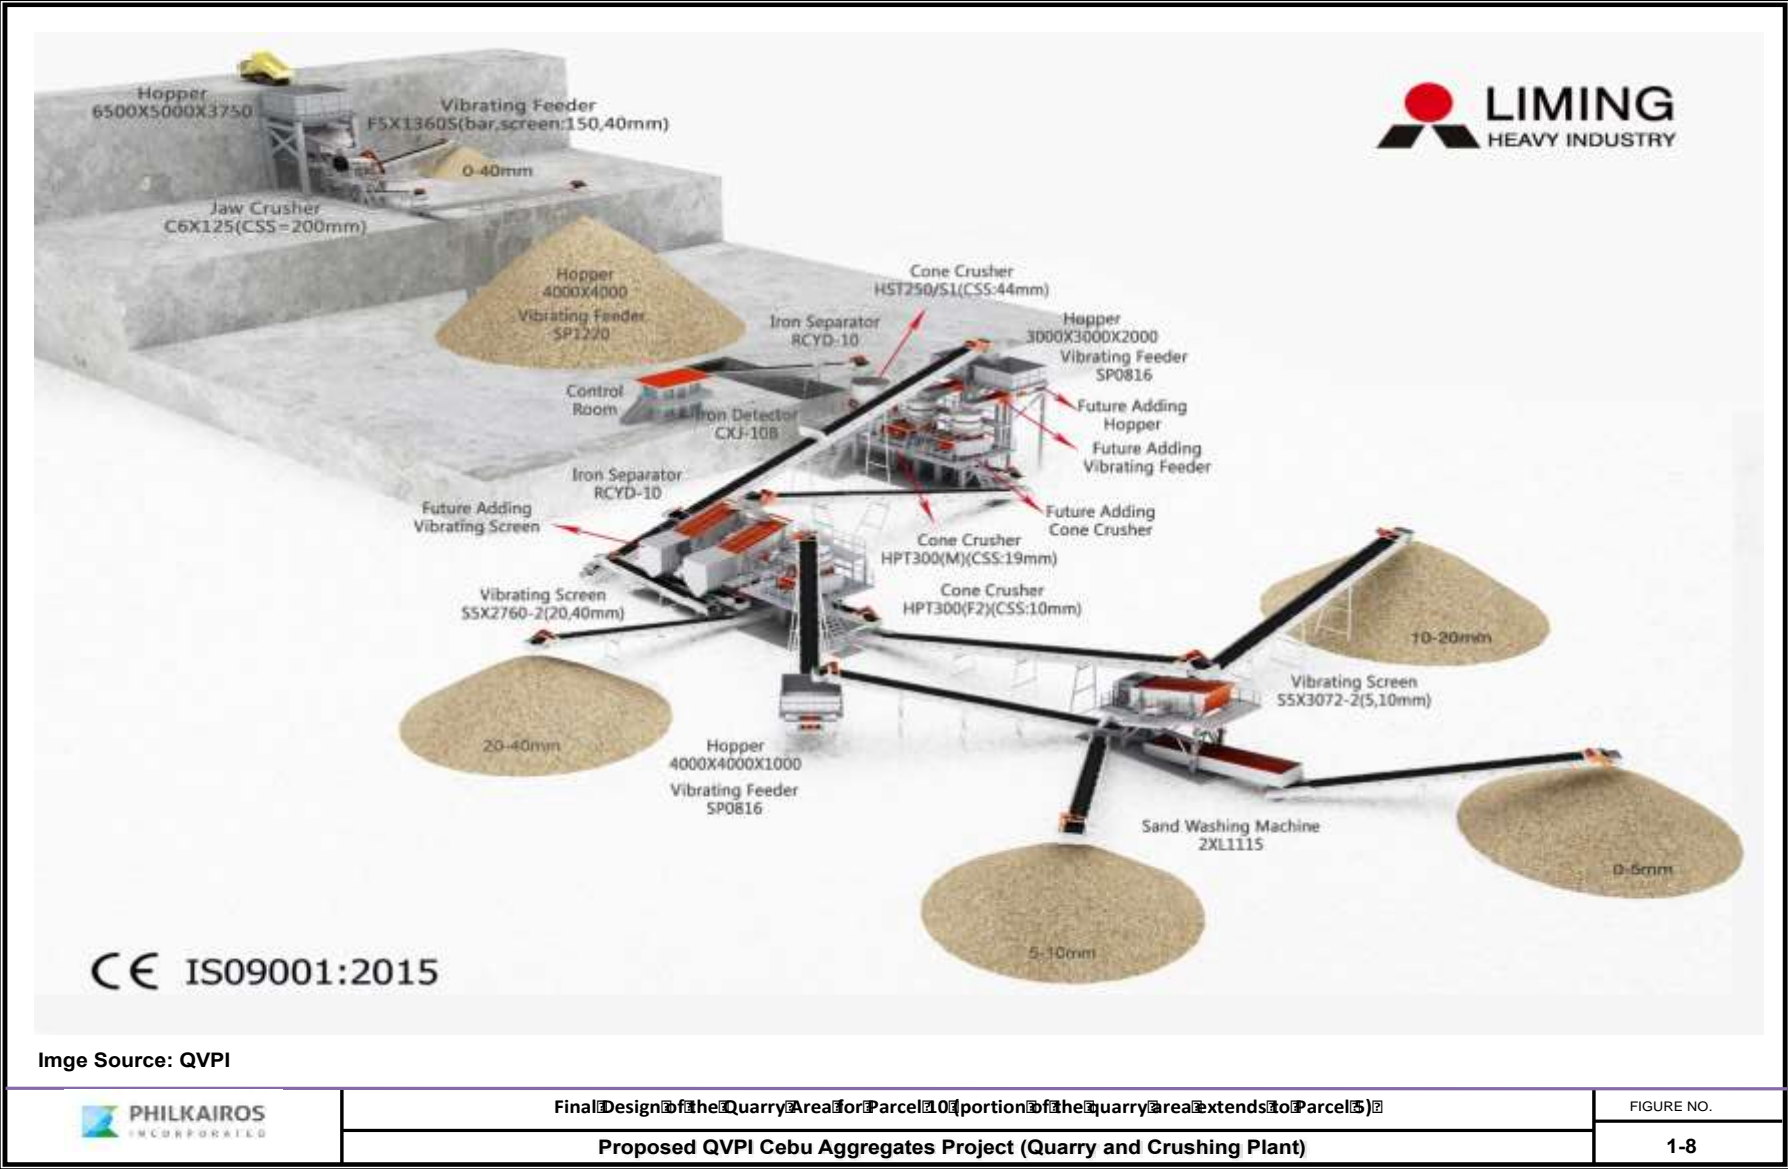 Hopper
6500X5000X3750
Vibrating Feeder
F5X1360S(bar,screen:150,40mm)
0-40mm
LIMING
HEAVY INDUSTRY
Jaw Crusher
C6X125(CSS=200mm)
Hopper
4000X4000
Vibrating Feeder
SP1220
Cone Crusher
HST250/S1(CSS:44mm)
Iron Separator
RCYD-10
Hopper
3000X3000X2000
Vibrating Feeder
SP0816
Control
Room
Iron Detector
CXJ-10B
Future Adding
Hopper
Future Adding
Vibrating Feeder
Iron Separator
RCYD-10
Future Adding
Vibrating Screen
Future Adding
Cone Crusher
Cone Crusher
HPT300(M)(CSS:19mm)
Cone Crusher
HPT300(F2)(CSS:10mm)
Vibrating Screen
S5X2760-2(20,40mm)
10-20mm
Vibrating Screen
S5X3072-2(5,10mm)
20-40mm
Hopper
4000X4000X1000
Vibrating Feeder
SP0816
Sand Washing Machine
2XL1115
0-5mm
5-10mm
CE IS09001:2015
Imge Source: QVPI
PHILKAIROS
INCORPORATED
Final Design of the Quarry Area for Parcel 10 (portion of the quarry area extends to Parcel 5)
Proposed QVPI Cebu Aggregates Project (Quarry and Crushing Plant)
FIGURE NO.
1-8